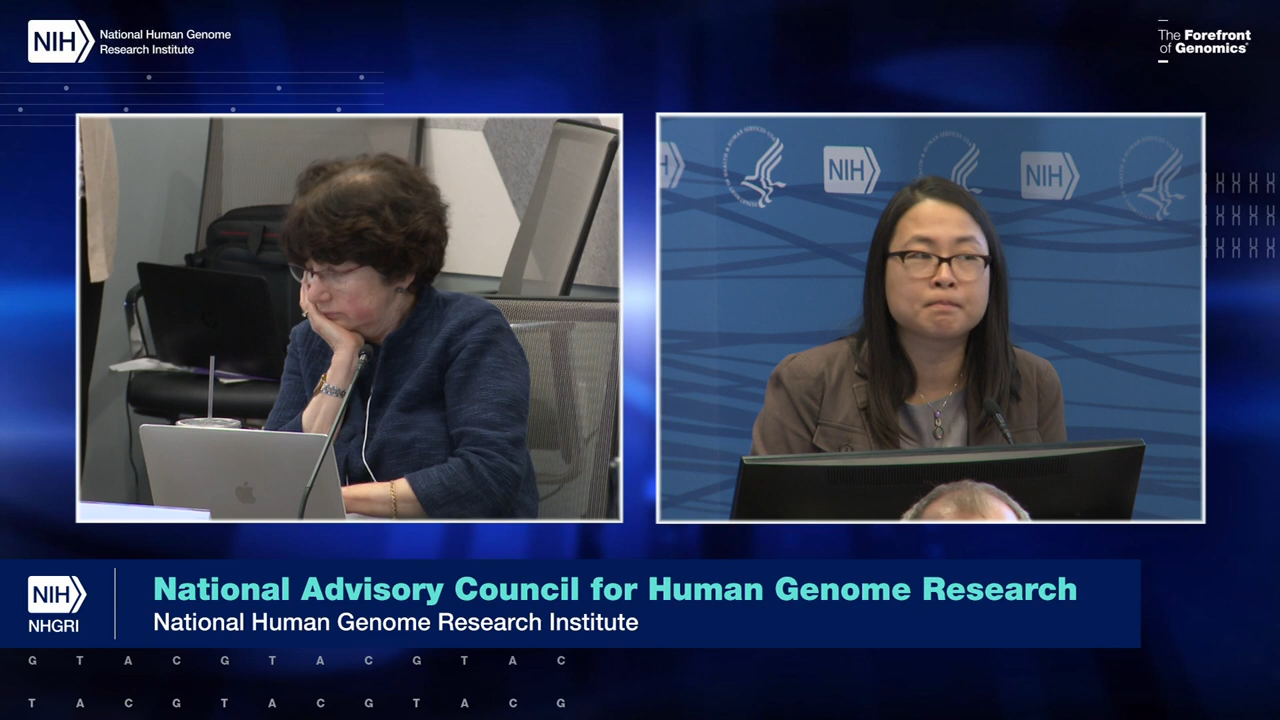 NIH
National Human Genome
Research Institute
The Forefront
of Genomics®
NIH
NIH
NIH
NHGRI
National Advisory Council for Human Genome Research
National Human Genome Research Institute
G T A C G T A C G T A C
T A C G T A C G T A C G